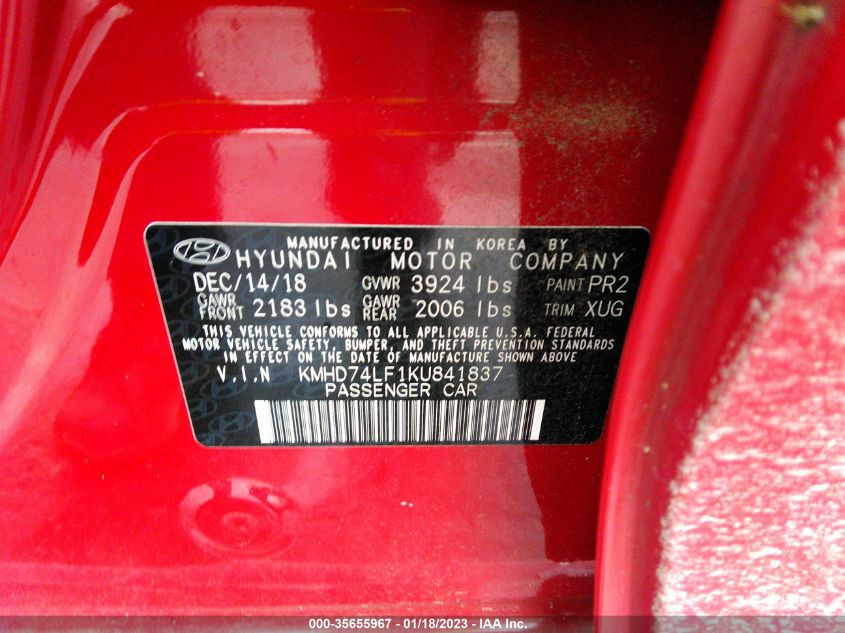 MANUFACTURED IN KOREA BY
HYUNDAI MOTOR COMPANY
DEC/14/18 GVWR 3924 lbs PAINT PR2
GAWR FRONT 2183 lbs GAWR REAR 2006 lbs TRIM XUG
THIS VEHICLE CONFORMS TO ALL APPLICABLE U.S.A. FEDERAL
MOTOR VEHICLE SAFETY, BUMPER, AND THEFT PREVENTION STANDARDS
IN EFFECT ON THE DATE OF MANUFACTURE SHOWN ABOVE
V.I.N KMHD74LF1KU841837
PASSENGER CAR
000-35655967 - 01/18/2023 - IAA Inc.